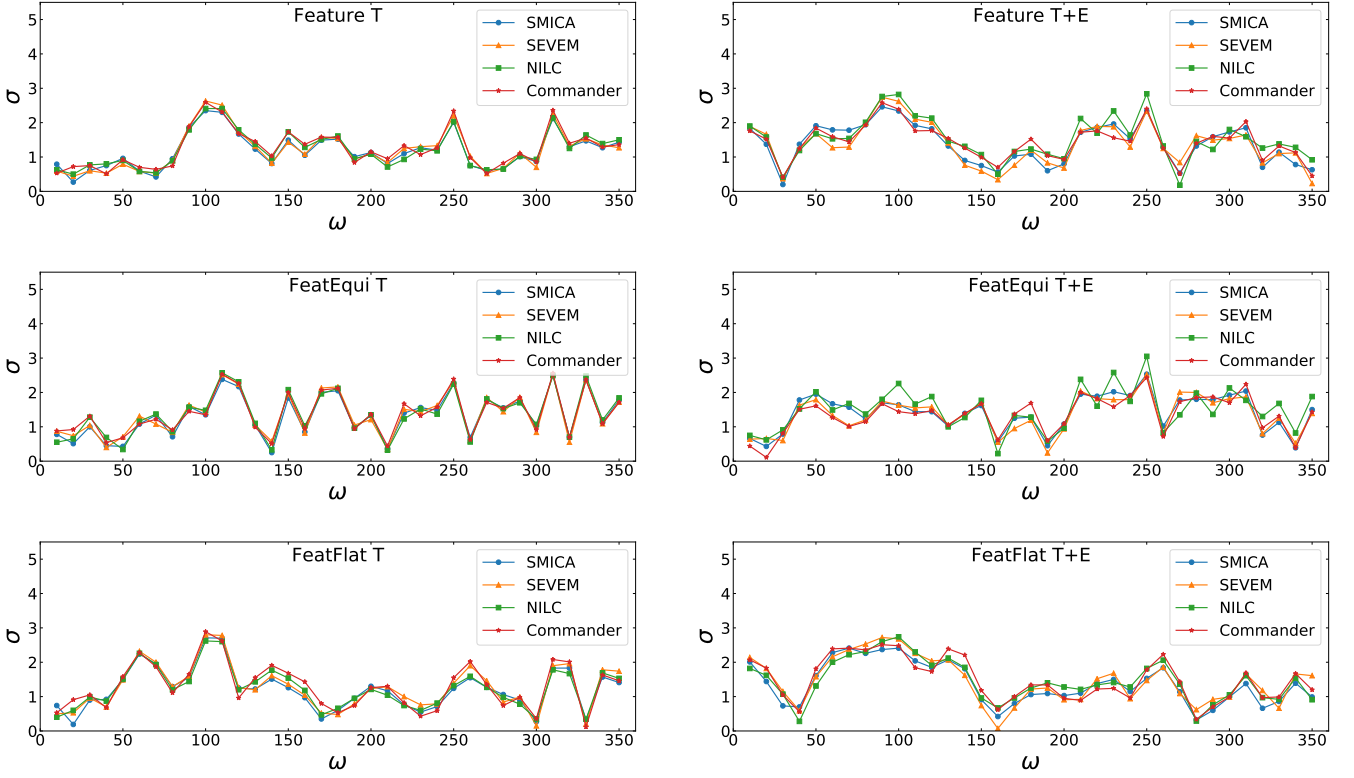 Feature T
SMICA
SEVEM
NILC
Commander
σ
5
4
3
2
1
0
0 50 100 150 200 250 300 350
ω
Feature T+E
SMICA
SEVEM
NILC
Commander
σ
5
4
3
2
1
0
0 50 100 150 200 250 300 350
ω
FeatEqui T
SMICA
SEVEM
NILC
Commander
σ
5
4
3
2
1
0
0 50 100 150 200 250 300 350
ω
FeatEqui T+E
SMICA
SEVEM
NILC
Commander
σ
5
4
3
2
1
0
0 50 100 150 200 250 300 350
ω
FeatFlat T
SMICA
SEVEM
NILC
Commander
σ
5
4
3
2
1
0
0 50 100 150 200 250 300 350
ω
FeatFlat T+E
SMICA
SEVEM
NILC
Commander
σ
5
4
3
2
1
0
0 50 100 150 200 250 300 350
ω